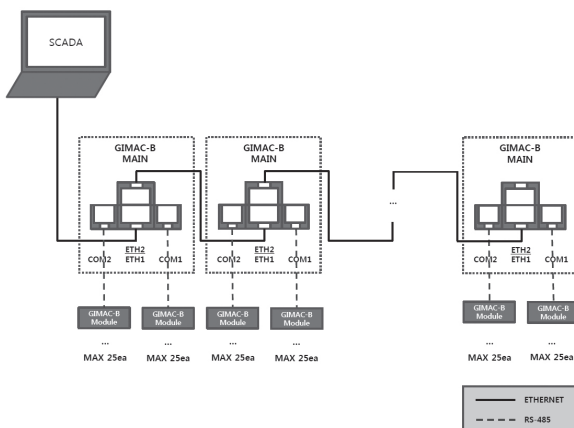 SCADA
GIMAC-B
MAIN
GIMAC-B
MAIN
GIMAC-B
MAIN
...
COM2
ETH2
ETH1
COM1
COM2
ETH2
ETH1
COM1
COM2
ETH2
ETH1
COM1
GIMAC-B
Module
GIMAC-B
Module
GIMAC-B
Module
GIMAC-B
Module
GIMAC-B
Module
GIMAC-B
Module
...
...
...
...
...
...
MAX 25ea
MAX 25ea
MAX 25ea
MAX 25ea
MAX 25ea
MAX 25ea
ETHERNET
RS-485